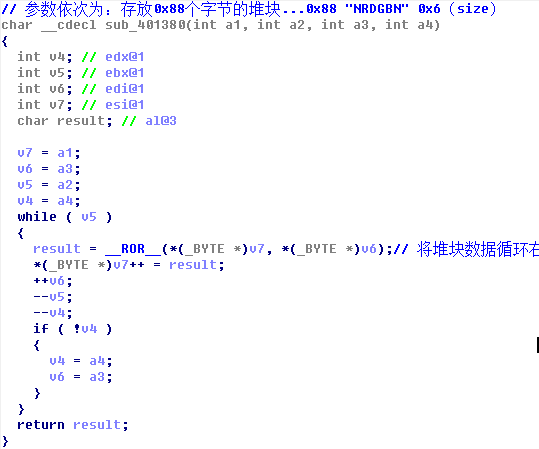 // 参数依次为：存放0x88个字节的堆块...0x88 "NRDGBN" 0x6（size）
char __cdecl sub_401380(int a1, int a2, int a3, int a4)
{
  int v4; // edx@1
  int v5; // ebx@1
  int v6; // edi@1
  int v7; // esi@1
  char result; // al@3

  v7 = a1;
  v6 = a3;
  v5 = a2;
  v4 = a4;
  while ( v5 )
  {
    result = __ROR__(*(_BYTE *)v7, *(_BYTE *)v6);// 将堆块数据循环在
    *(_BYTE *)v7++ = result;
    ++v6;
    --v5;
    --v4;
    if ( !v4 )
    {
      v4 = a4;
      v6 = a3;
    }
  }
  return result;
}